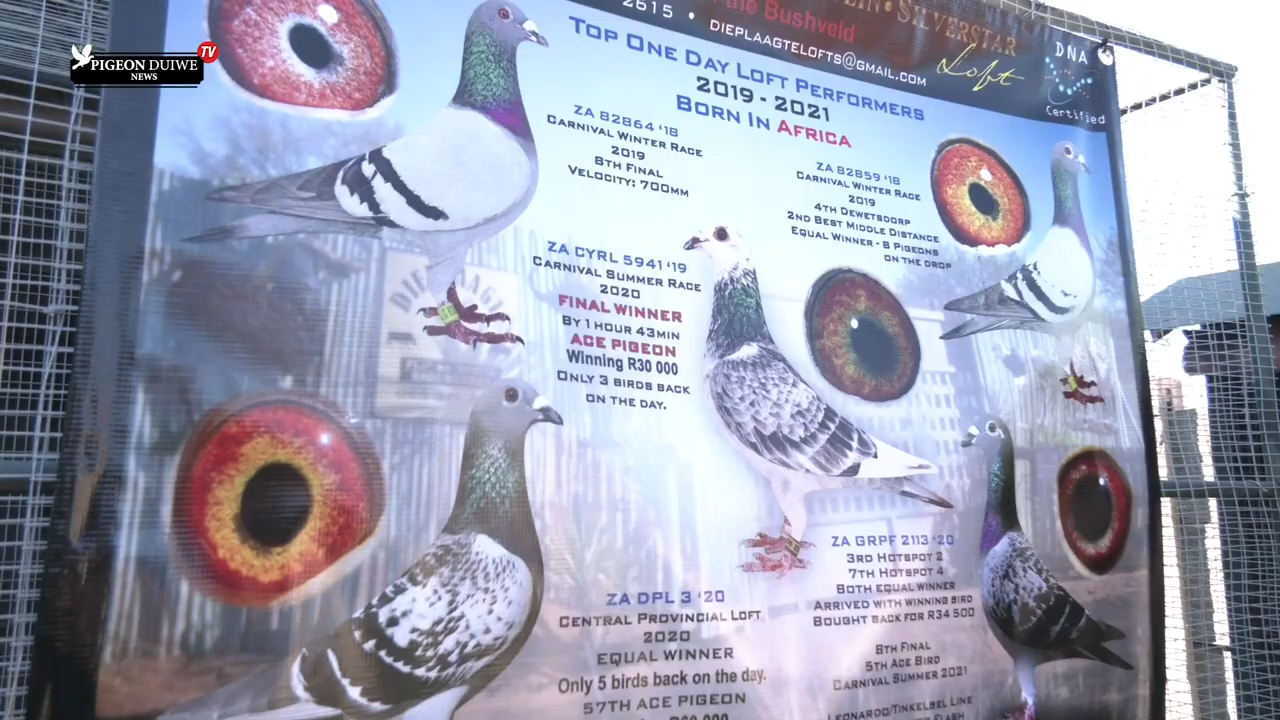 PIGEON DUIWE
NEWS
TV
2615 • the Bushveld
SILVERSTAR
Loft
DIEPLAAGTELOFTS@GMAIL.COM
DNA
Certified
TOP ONE DAY LOFT PERFORMERS
2019 - 2021
BORN IN AFRICA
ZA 82864 '18
CARNIVAL WINTER RACE
2019
8TH FINAL
VELOCITY: 700MM
ZA 82859 '18
CARNIVAL WINTER RACE
2019
4TH DEWETSDORP
2ND BEST MIDDLE DISTANCE
EQUAL WINNER - 8 PIGEONS
ON THE DROP
ZA CYRL 5941 '19
CARNIVAL SUMMER RACE
2020
FINAL WINNER
BY 1 HOUR 43MIN
ACE PIGEON
Winning R30 000
ONLY 3 BIRDS BACK
ON THE DAY.
ZA GRPF 2113 '20
3RD HOTSPOT 2
7TH HOTSPOT 4
BOTH EQUAL WINNER
ARRIVED WITH WINNING BIRD
BOUGHT BACK FOR R34 500
8TH FINAL
5TH ACE BIRD
CARNIVAL SUMMER 2021
LEONARDO/TINKELBEL LINE
ZA DPL 3 '20
CENTRAL PROVINCIAL LOFT
2020
EQUAL WINNER
Only 5 birds back on the day.
57TH ACE PIGEON